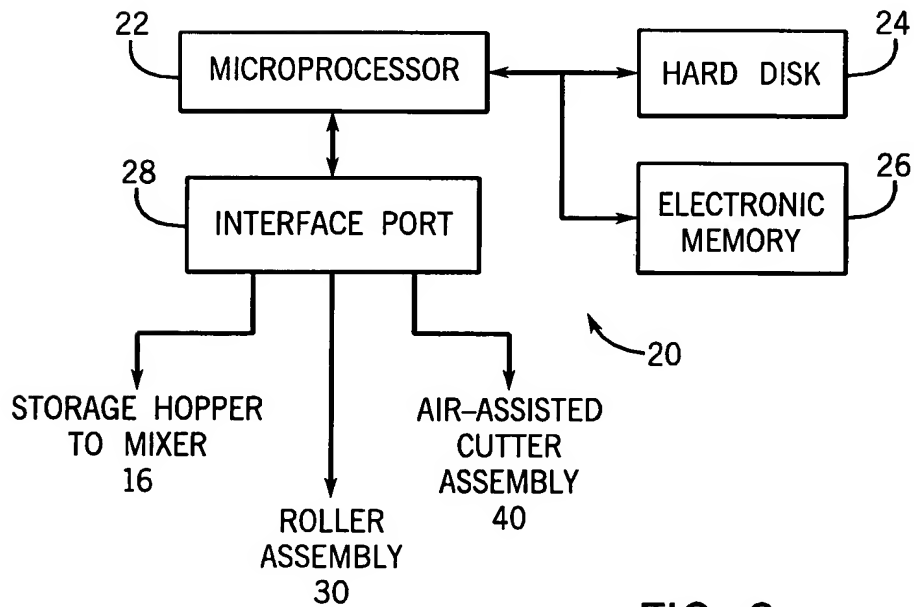 22
MICROPROCESSOR
24
HARD DISK
28
INTERFACE PORT
26
ELECTRONIC
MEMORY
20
STORAGE HOPPER
TO MIXER
16
AIR-ASSISTED
CUTTER
ASSEMBLY
40
ROLLER
ASSEMBLY
30